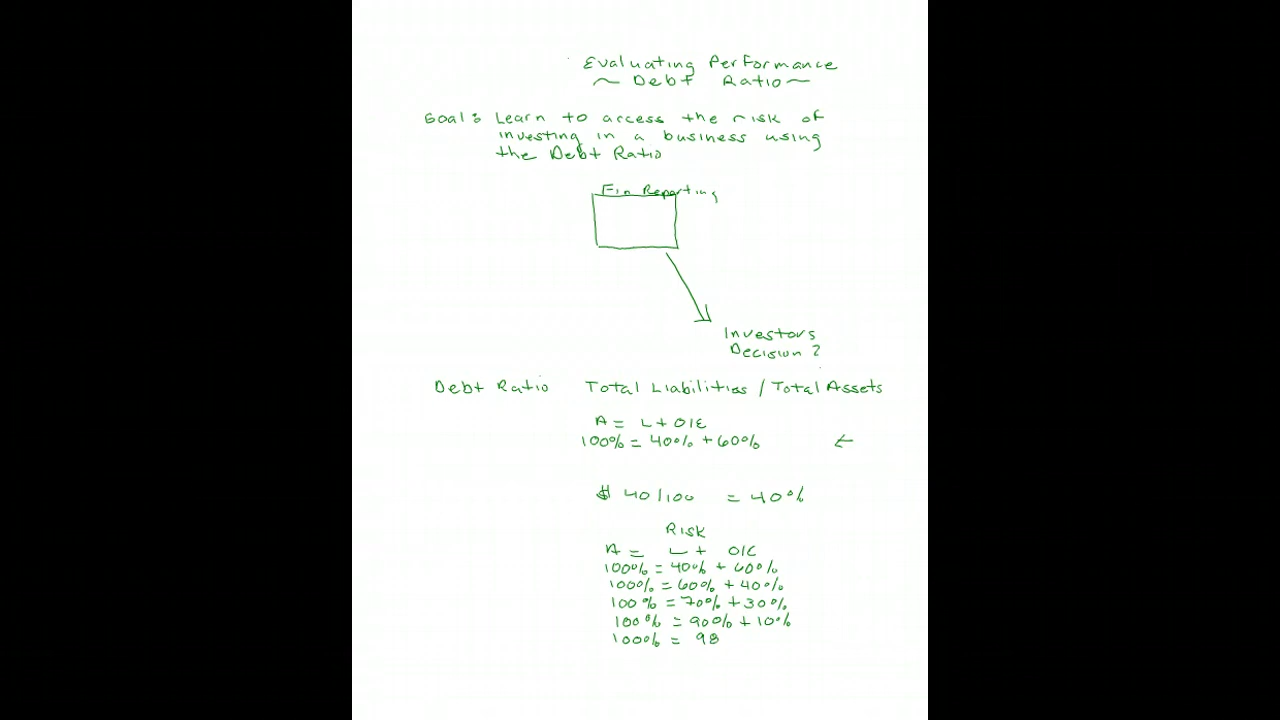 Evaluating Performance
~ Debt Ratio ~
Goal: Learn to access the risk of
investing in a business using
the Debt Ratio
Fin Reporting
Investors
Decision ?
Debt Ratio Total Liabilities / Total Assets
A = L + O/E
100% = 40% + 60% ←
$ 40/100 = 40%
Risk
A = L + O/E
100% = 40% + 60%
100% = 60% + 40%
100% = 70% + 30%
100% = 90% + 10%
100% = 98